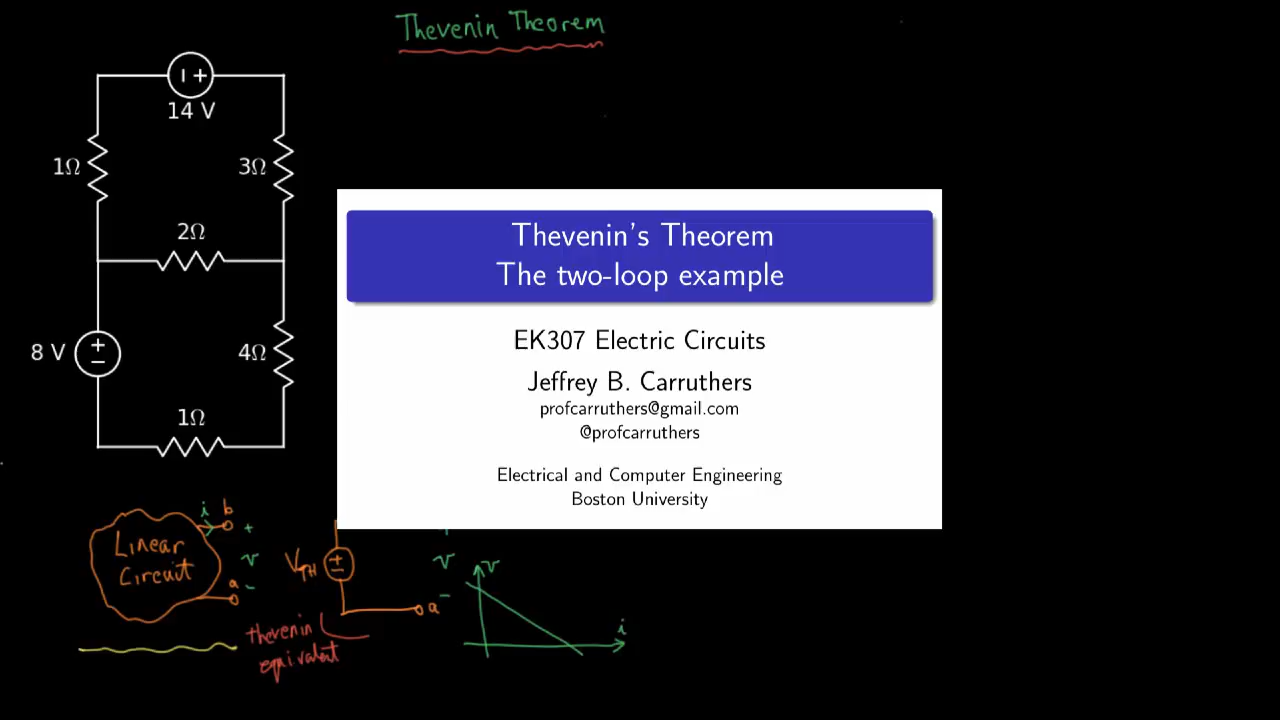 Thevenin Theorem
− +
14 V
1Ω
3Ω
2Ω
8 V
+
−
4Ω
1Ω
Thevenin's Theorem
The two-loop example
EK307 Electric Circuits
Jeffrey B. Carruthers
profcarruthers@gmail.com
@profcarruthers
Electrical and Computer Engineering
Boston University
i
b
+
Linear
Circuit
v
a
−
VTH
+
−
v
−
a
v
i
thevenin
equivalent